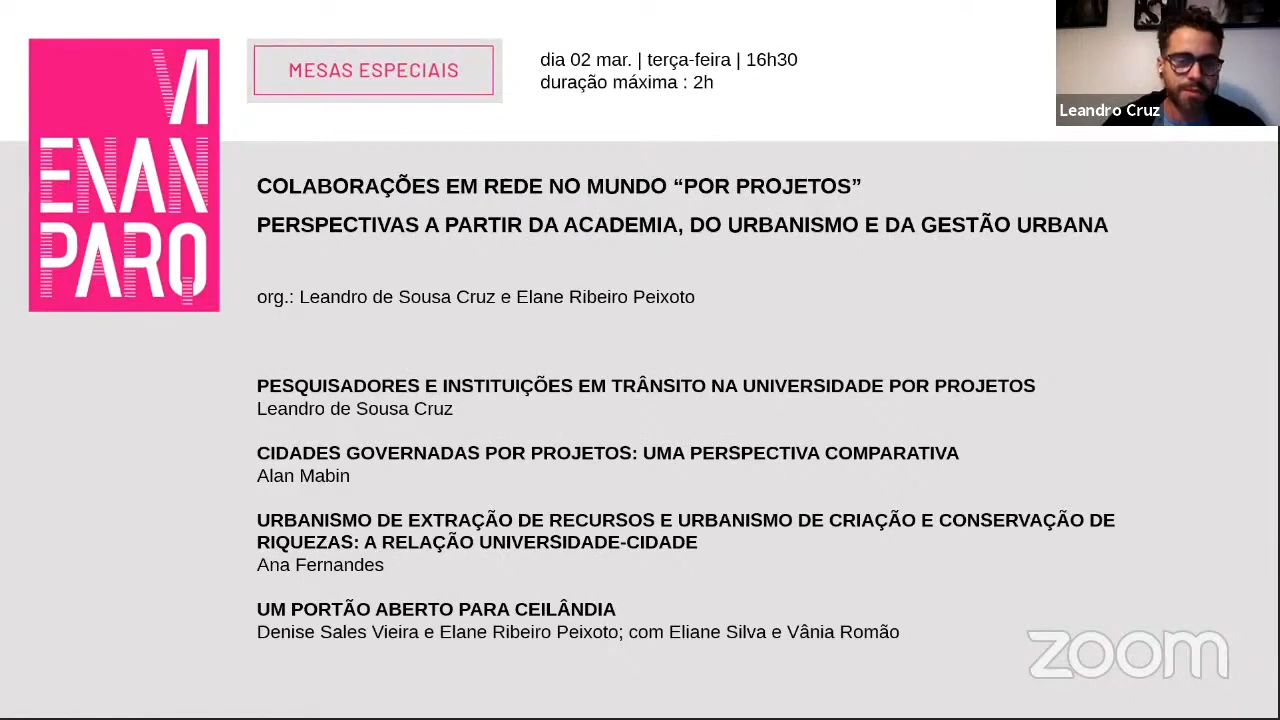 VI
ENAN
PARQ
MESAS ESPECIAIS
dia 02 mar. | terça-feira | 16h30
duração máxima : 2h
Leandro Cruz
COLABORAÇÕES EM REDE NO MUNDO “POR PROJETOS”
PERSPECTIVAS A PARTIR DA ACADEMIA, DO URBANISMO E DA GESTÃO URBANA
org.: Leandro de Sousa Cruz e Elane Ribeiro Peixoto
PESQUISADORES E INSTITUIÇÕES EM TRÂNSITO NA UNIVERSIDADE POR PROJETOS
Leandro de Sousa Cruz
CIDADES GOVERNADAS POR PROJETOS: UMA PERSPECTIVA COMPARATIVA
Alan Mabin
URBANISMO DE EXTRAÇÃO DE RECURSOS E URBANISMO DE CRIAÇÃO E CONSERVAÇÃO DE
RIQUEZAS: A RELAÇÃO UNIVERSIDADE-CIDADE
Ana Fernandes
UM PORTÃO ABERTO PARA CEILÂNDIA
Denise Sales Vieira e Elane Ribeiro Peixoto; com Eliane Silva e Vânia Romão
zoom